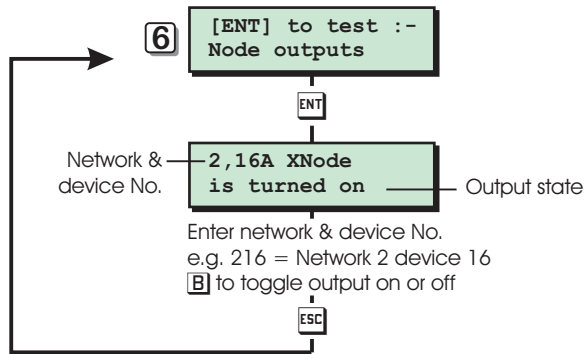 6
[ENT] to test :-
Node outputs
ENT
Network &
device No.
2,16A XNode
is turned on
Output state
Enter network & device No.
e.g. 216 = Network 2 device 16
B to toggle output on or off
ESC